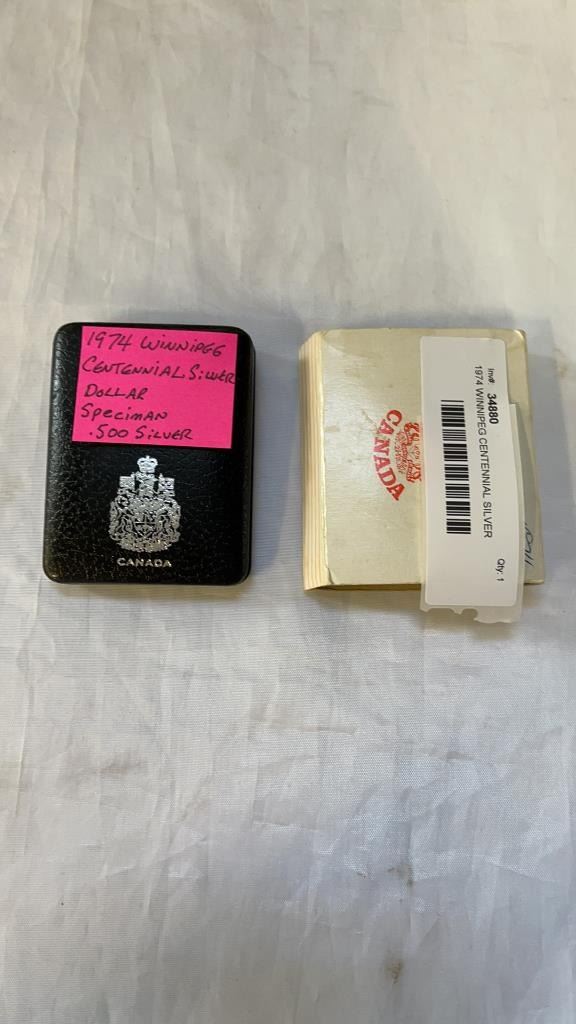 1974 WINNIPEG
CENTENNIAL SILVER
DOLLAR
SPECIMAN
.500 SILVER
CANADA
CANADA
Inv#: 34880
1974 WINNIPEG CENTENNIAL SILVER
Qty: 1